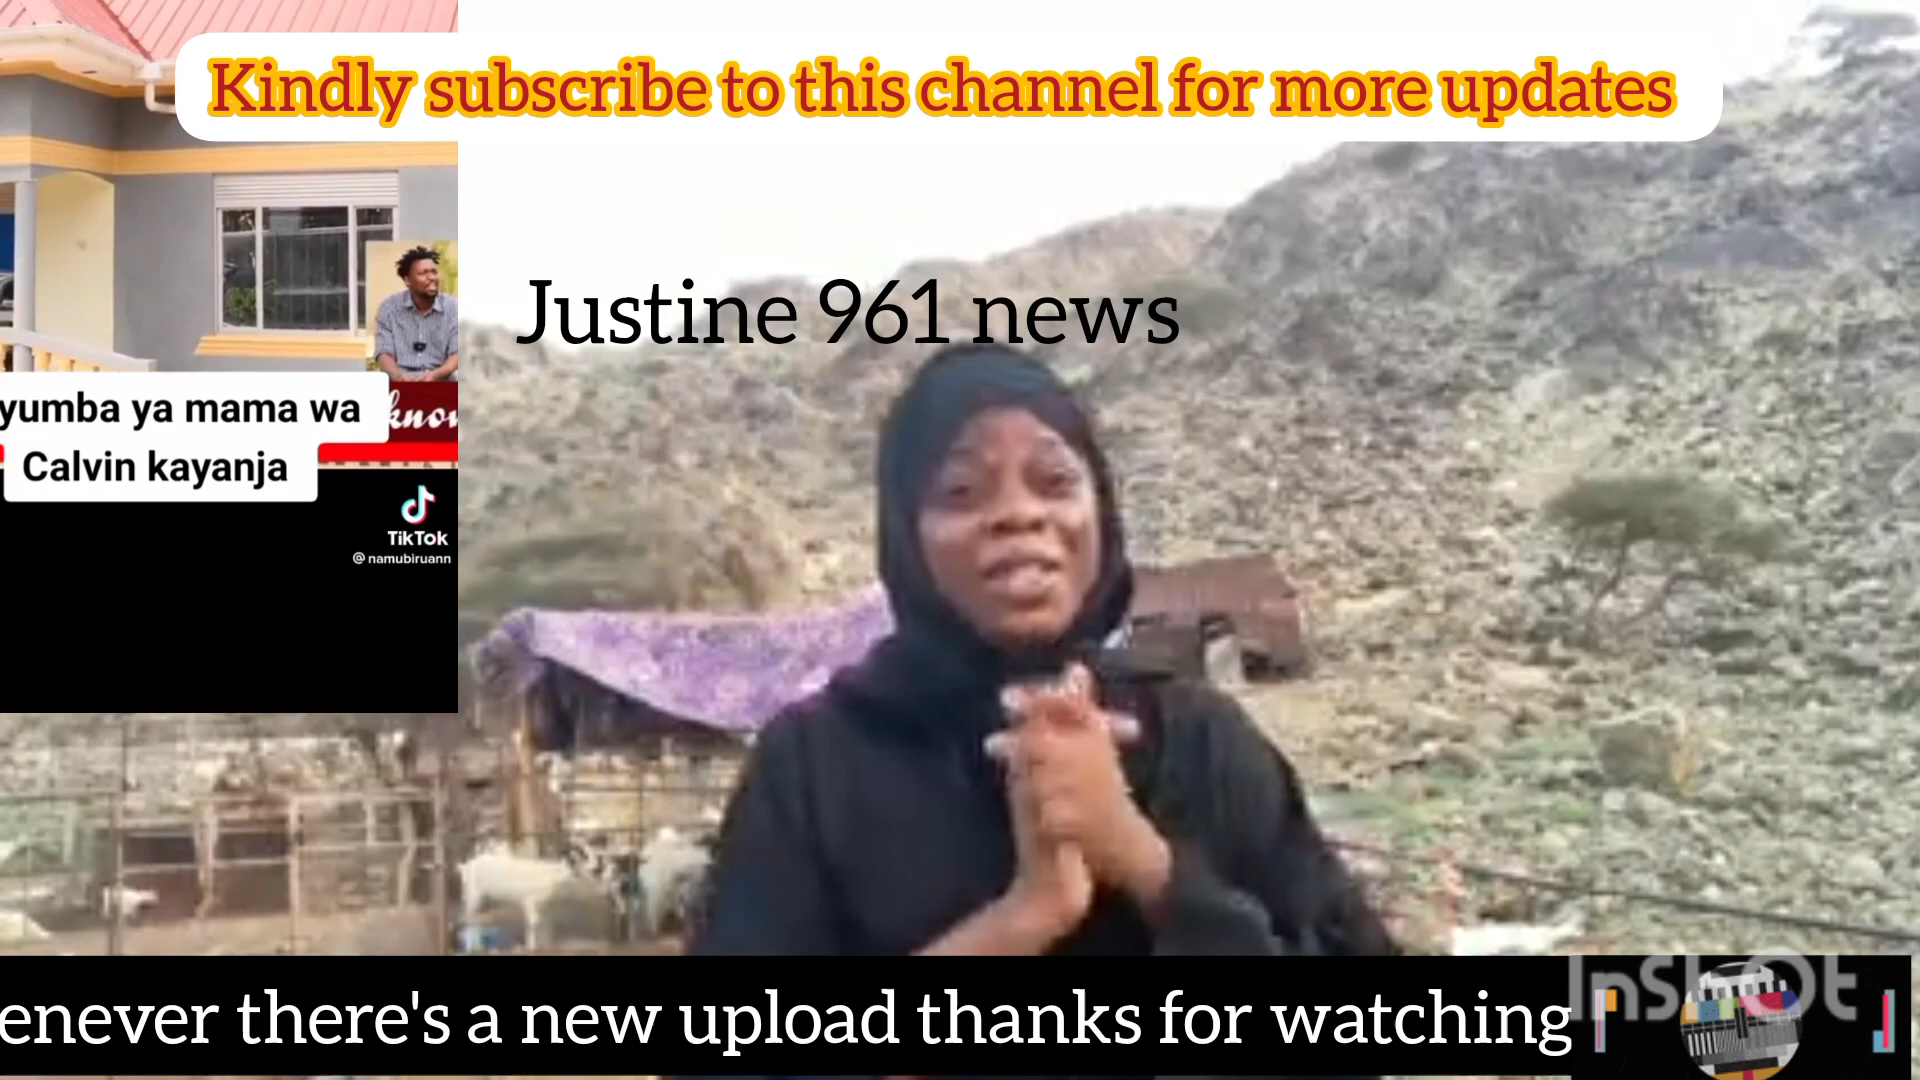 Kindly subscribe to this channel for more updates
Justine 961 news
yumba ya mama wa
Calvin kayanja
know
TikTok
@namubiruann
enever there's a new upload thanks for watching
InShOt